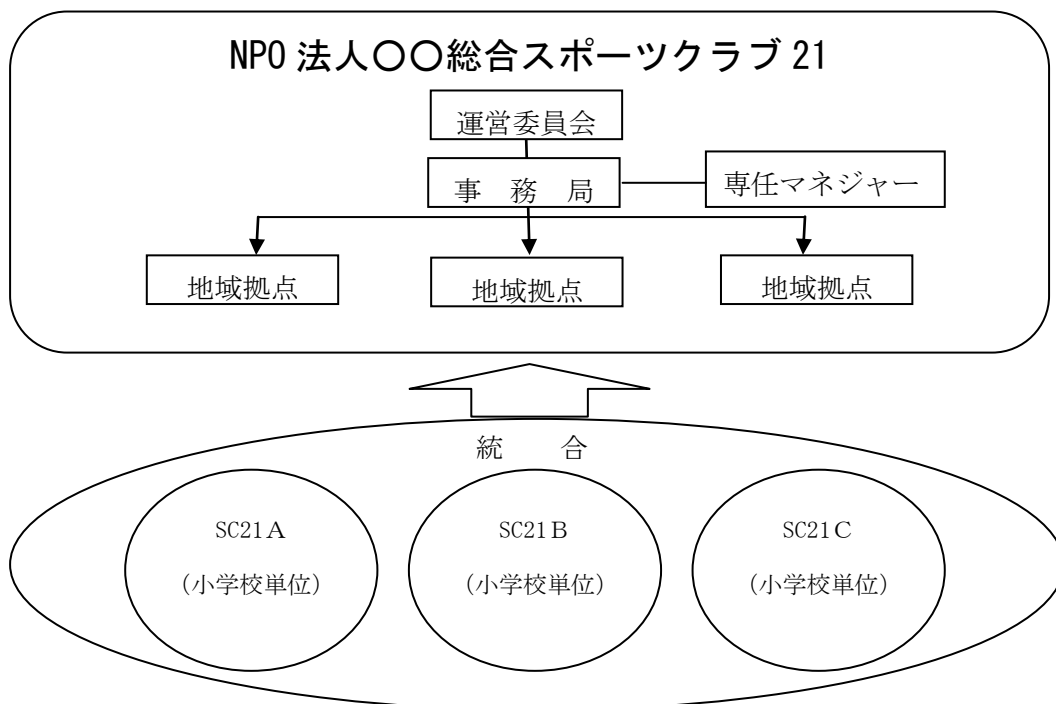 NPO 法人〇〇総合スポーツクラブ 21
運営委員会
事 務 局
専任マネジャー
地域拠点
地域拠点
地域拠点
統 合
SC21A
SC21B
SC21C
(小学校単位)
(小学校単位)
(小学校単位)